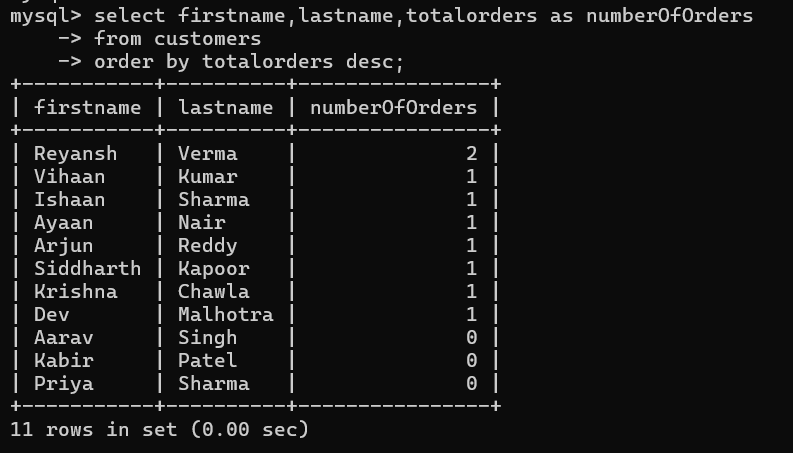 mysql> select firstname,lastname,totalorders as numberOfOrders
    -> from customers
    -> order by totalorders desc;
+-----------+----------+----------------+
| firstname | lastname | numberOfOrders |
+-----------+----------+----------------+
| Reyansh   | Verma    |              2 |
| Vihaan    | Kumar    |              1 |
| Ishaan    | Sharma   |              1 |
| Ayaan     | Nair     |              1 |
| Arjun     | Reddy    |              1 |
| Siddharth | Kapoor   |              1 |
| Krishna   | Chawla   |              1 |
| Dev       | Malhotra |              1 |
| Aarav     | Singh    |              0 |
| Kabir     | Patel    |              0 |
| Priya     | Sharma   |              0 |
+-----------+----------+----------------+
11 rows in set (0.00 sec)